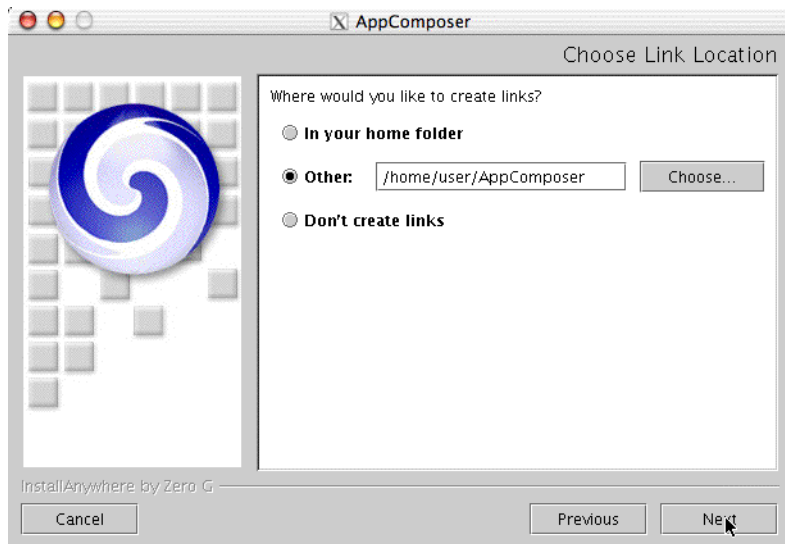 AppComposer
Choose Link Location
Where would you like to create links?
In your home folder
Other: /home/user/AppComposer Choose...
Don't create links
InstallAnywhere by Zero G
Cancel Previous Next